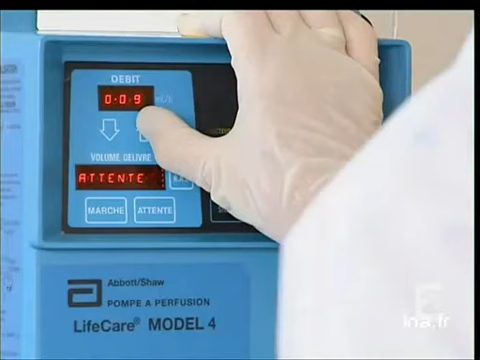 DEBIT
0·0 9
VOLUME DELIVRE
ATTENTE
MARCHE ATTENTE
Abbott/Shaw
POMPE A PERFUSION
LifeCare® MODEL 4
ina.fr